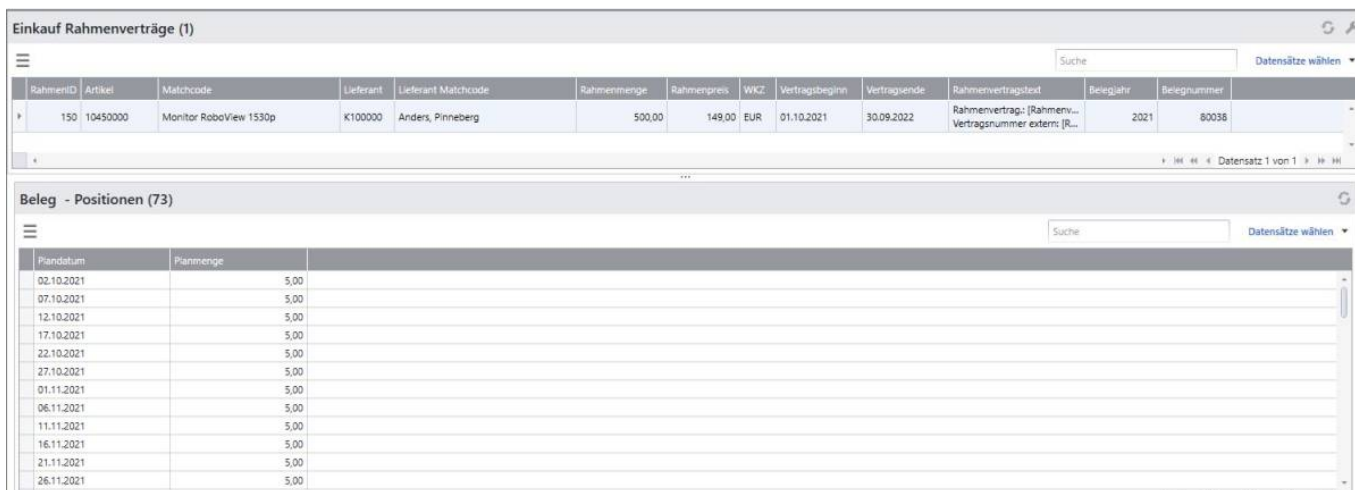 Einkauf Rahmenverträge (1)
Suche Datensätze wählen
RahmenID Artikel Matchcode Lieferant Lieferant Matchcode Rahmenmenge Rahmenpreis WKZ Vertragsbeginn Vertragsende Rahmenvertragstext Belegjahr Belegnummer
150 10450000 Monitor RoboView 1530p K100000 Anders, Pinneberg 500,00 149,00 EUR 01.10.2021 30.09.2022 Rahmenvertrag.: [Rahmenv... 2021 80038
Vertragsnummer extern: [R...
Datensatz 1 von 1
...
Beleg - Positionen (73)
Suche Datensätze wählen
Plandatum Planmenge
02.10.2021 5,00
07.10.2021 5,00
12.10.2021 5,00
17.10.2021 5,00
22.10.2021 5,00
27.10.2021 5,00
01.11.2021 5,00
06.11.2021 5,00
11.11.2021 5,00
16.11.2021 5,00
21.11.2021 5,00
26.11.2021 5,00